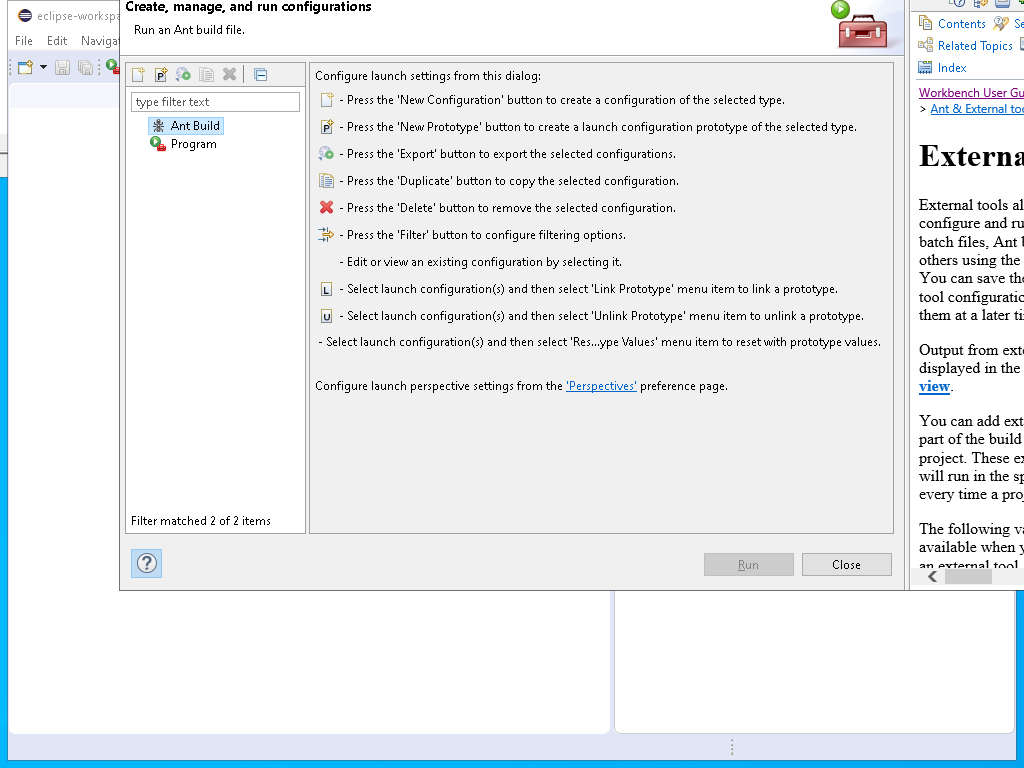 eclipse-workspa
File Edit Navigat
Create, manage, and run configurations
Run an Ant build file.
type filter text
Ant Build
Program
Filter matched 2 of 2 items
Configure launch settings from this dialog:
- Press the 'New Configuration' button to create a configuration of the selected type.
- Press the 'New Prototype' button to create a launch configuration prototype of the selected type.
- Press the 'Export' button to export the selected configurations.
- Press the 'Duplicate' button to copy the selected configuration.
- Press the 'Delete' button to remove the selected configuration.
- Press the 'Filter' button to configure filtering options.
- Edit or view an existing configuration by selecting it.
L - Select launch configuration(s) and then select 'Link Prototype' menu item to link a prototype.
U - Select launch configuration(s) and then select 'Unlink Prototype' menu item to unlink a prototype.
- Select launch configuration(s) and then select 'Res...ype Values' menu item to reset with prototype values.
Configure launch perspective settings from the 'Perspectives' preference page.
Run
Close
Contents Se
Related Topics
Index
Workbench User Gu
> Ant & External too
Externa
External tools al
configure and ru
batch files, Ant b
others using the
You can save the
tool configuratio
them at a later ti
Output from exte
displayed in the
view.
You can add exte
part of the build
project. These ex
will run in the sp
every time a proj
The following va
available when y
an external tool